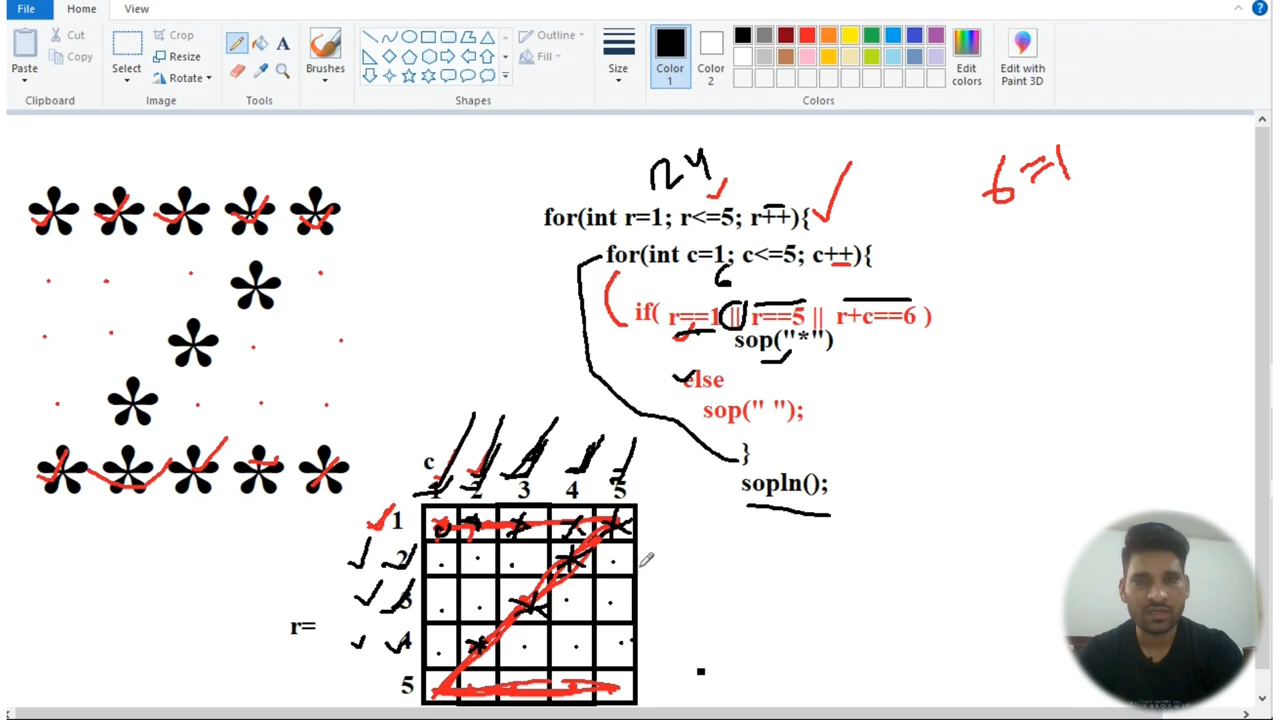 File Home View
Cut
Copy
Paste
Clipboard
Crop
Resize
Rotate
Select
Image
A
Tools
Brushes
Outline
Fill
Shapes
Size
Color 1
Color 2
Edit colors
Colors
Edit with Paint 3D
* * * * *
*
*
*
* * * * *
6=1
for(int r=1; r<=5; r++){
for(int c=1; c<=5; c++){
6
if( r==1 || r==5 || r+c==6 )
sop("*")
else
sop(" ");
}
sopln();
c
1 2 3 4 5
1
2
3
r= 4
5